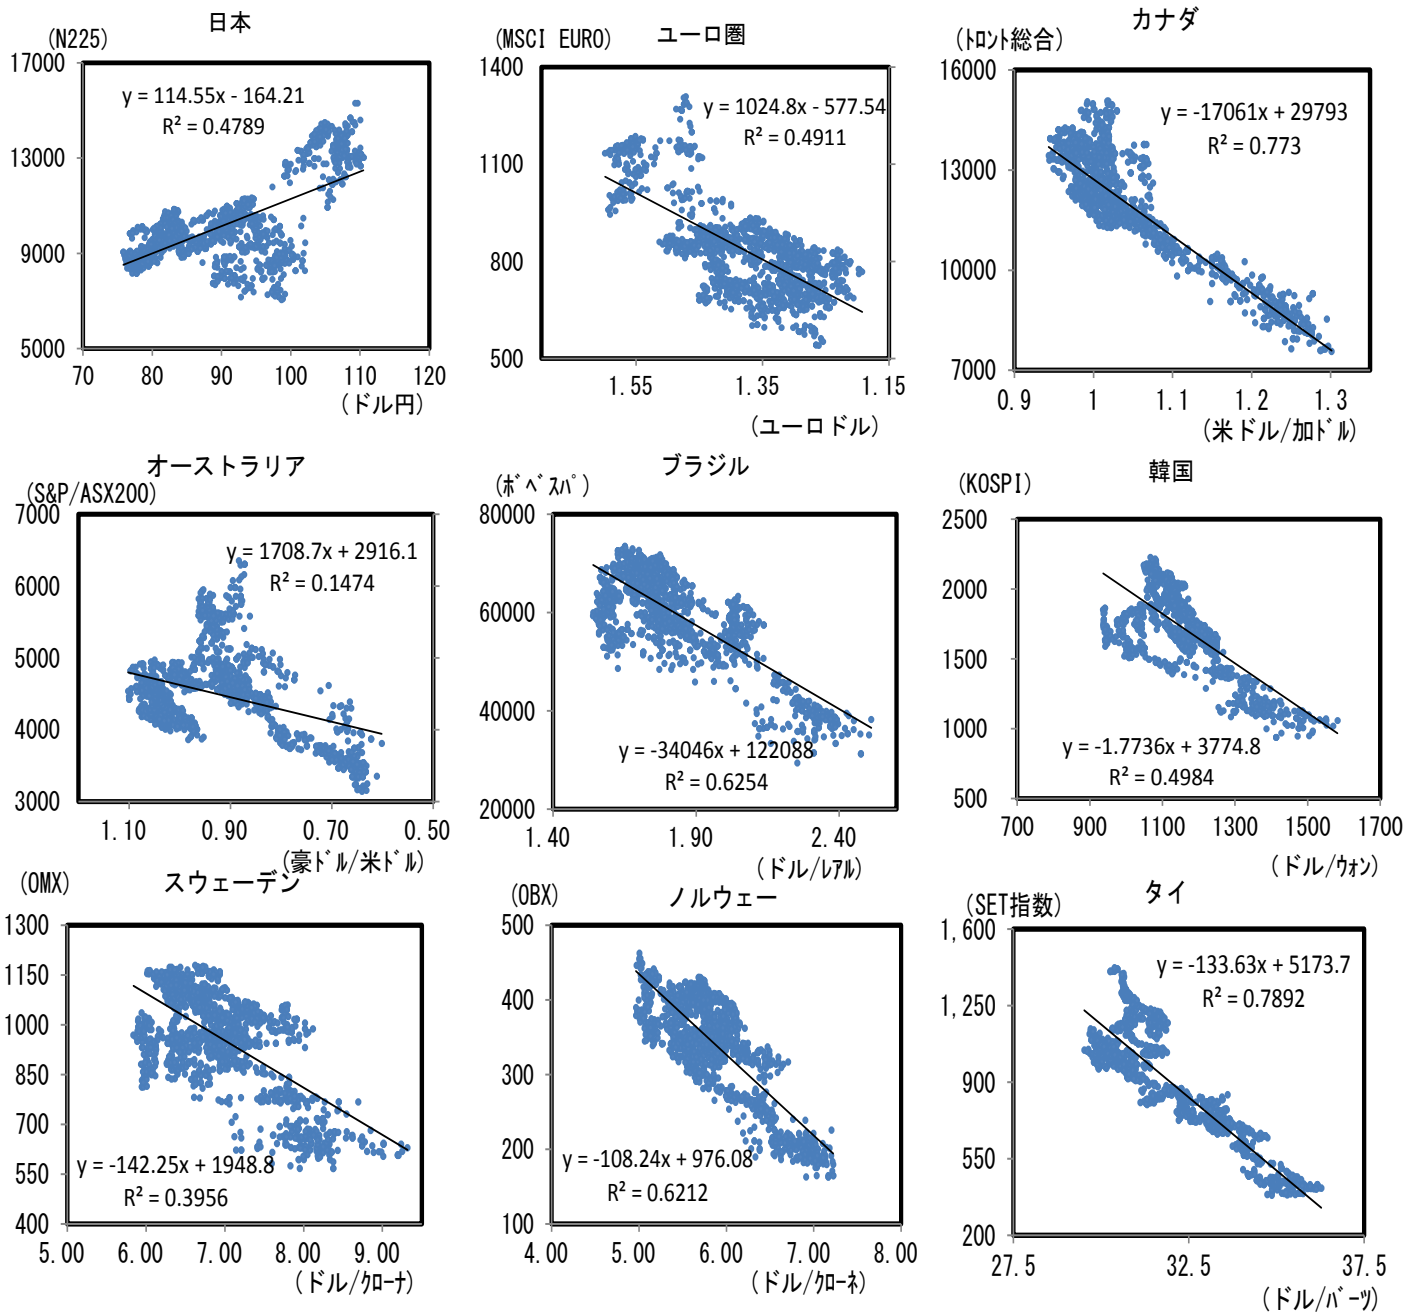 日本
(N225)
17000
13000
9000
5000
y = 114.55x - 164.21
R² = 0.4789
70 80 90 100 110 120
(ドル円)
ユーロ圏
(MSCI EURO)
1400
1100
800
500
y = 1024.8x - 577.54
R² = 0.4911
1.55 1.35 1.15
(ユーロドル)
カナダ
(ﾄﾛﾝﾄ総合)
16000
13000
10000
7000
y = -17061x + 29793
R² = 0.773
0.9 1 1.1 1.2 1.3
(米ドル/加ﾄﾞﾙ)
オーストラリア
(S&P/ASX200)
7000
6000
5000
4000
3000
y = 1708.7x + 2916.1
R² = 0.1474
1.10 0.90 0.70 0.50
(豪ﾄﾞﾙ/米ﾄﾞﾙ)
ブラジル
(ﾎﾞﾍﾞｽﾊﾟ)
80000
60000
40000
20000
y = -34046x + 122088
R² = 0.6254
1.40 1.90 2.40
(ドル/ﾚｱﾙ)
韓国
(KOSPI)
2500
2000
1500
1000
500
y = -1.7736x + 3774.8
R² = 0.4984
700 900 1100 1300 1500 1700
(ドル/ｳｫﾝ)
スウェーデン
(OMX)
1300
1150
1000
850
700
550
400
y = -142.25x + 1948.8
R² = 0.3956
5.00 6.00 7.00 8.00 9.00
(ドル/ｸﾛｰﾅ)
ノルウェー
(OBX)
500
400
300
200
100
y = -108.24x + 976.08
R² = 0.6212
4.00 5.00 6.00 7.00 8.00
(ドル/ｸﾛｰﾈ)
タイ
(SET指数)
1,600
1,250
900
550
200
y = -133.63x + 5173.7
R² = 0.7892
27.5 32.5 37.5
(ドル/ﾊﾞｰﾂ)